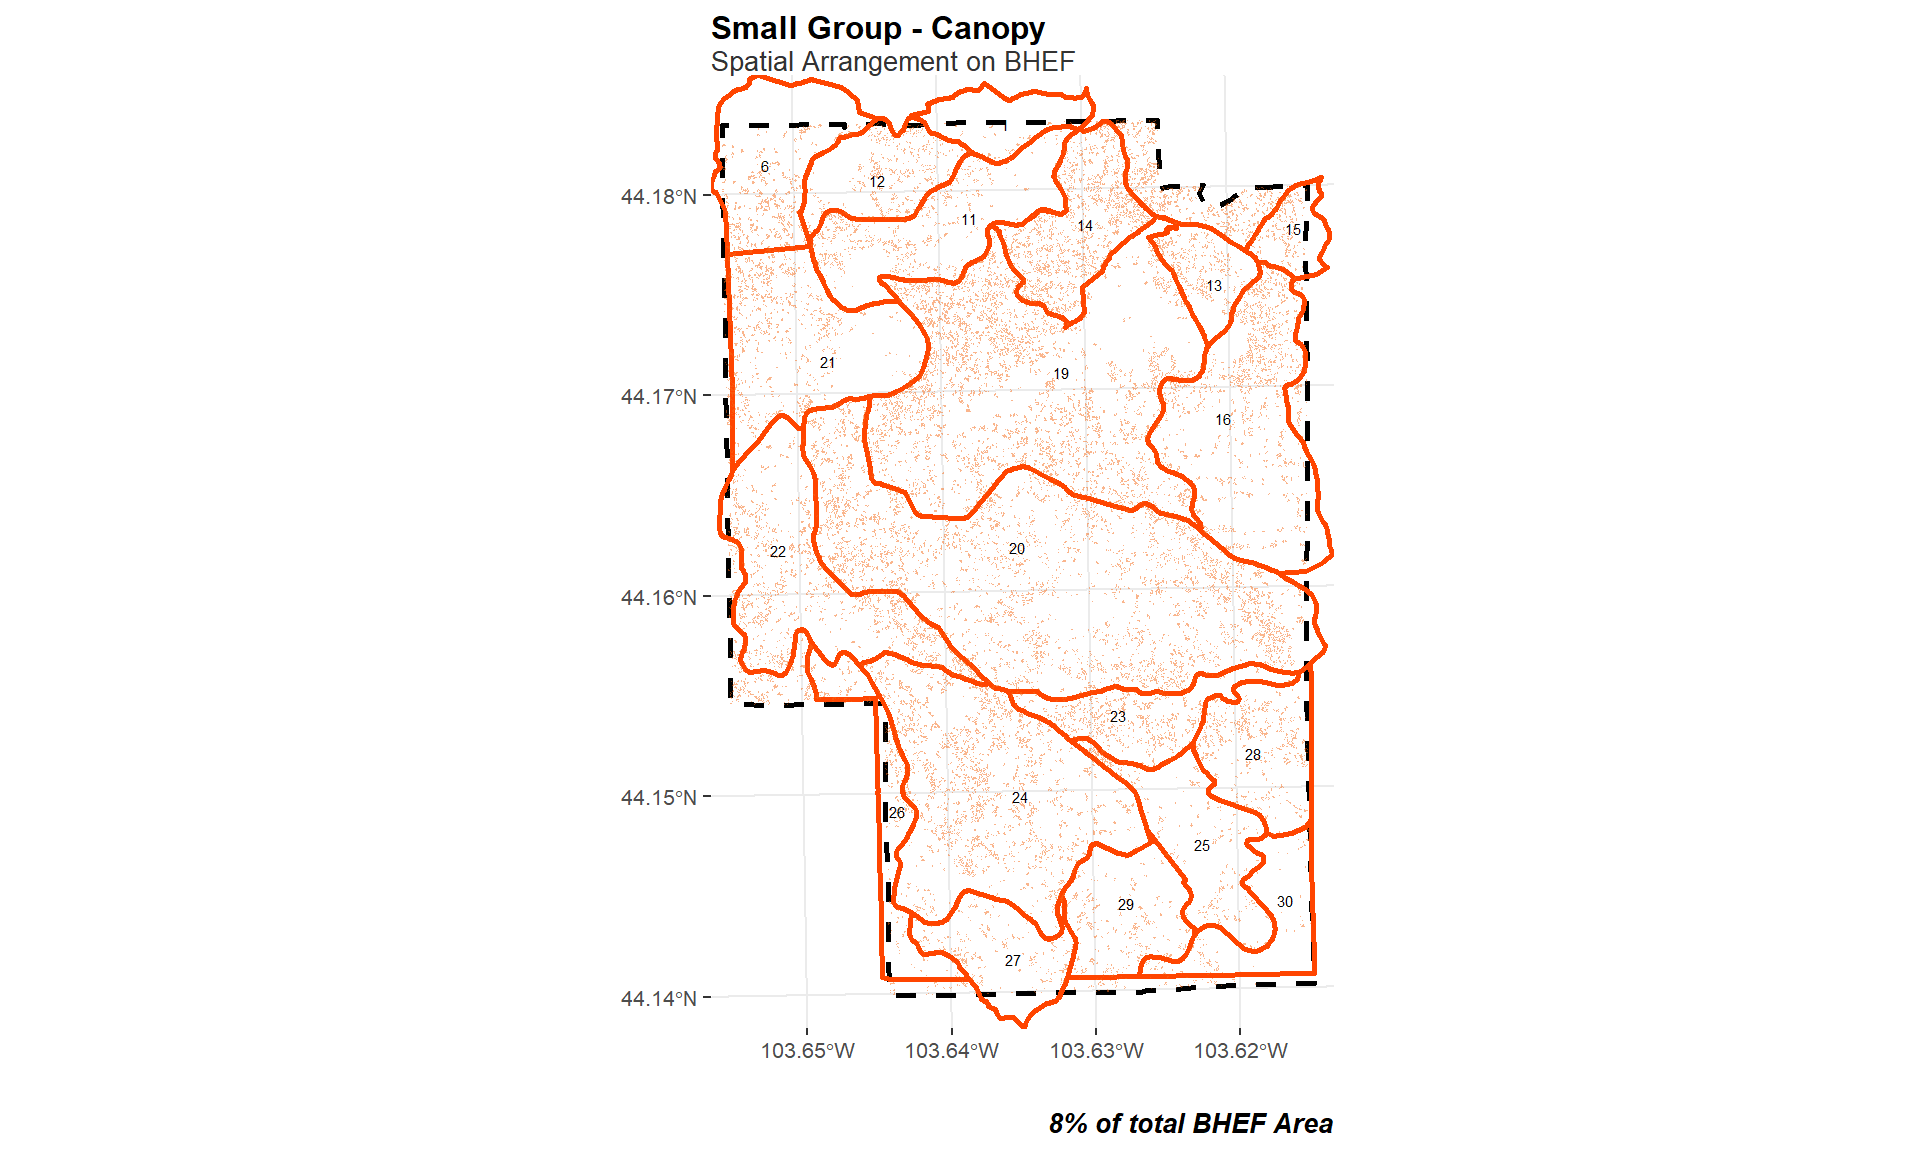 Small Group - Canopy
Spatial Arrangement on BHEF
6
12
11
14
15
13
44.18°N
21
19
44.17°N
16
22
20
44.16°N
23
28
24
44.15°N
26
25
29
30
27
44.14°N
103.65°W 103.64°W 103.63°W 103.62°W
8% of total BHEF Area